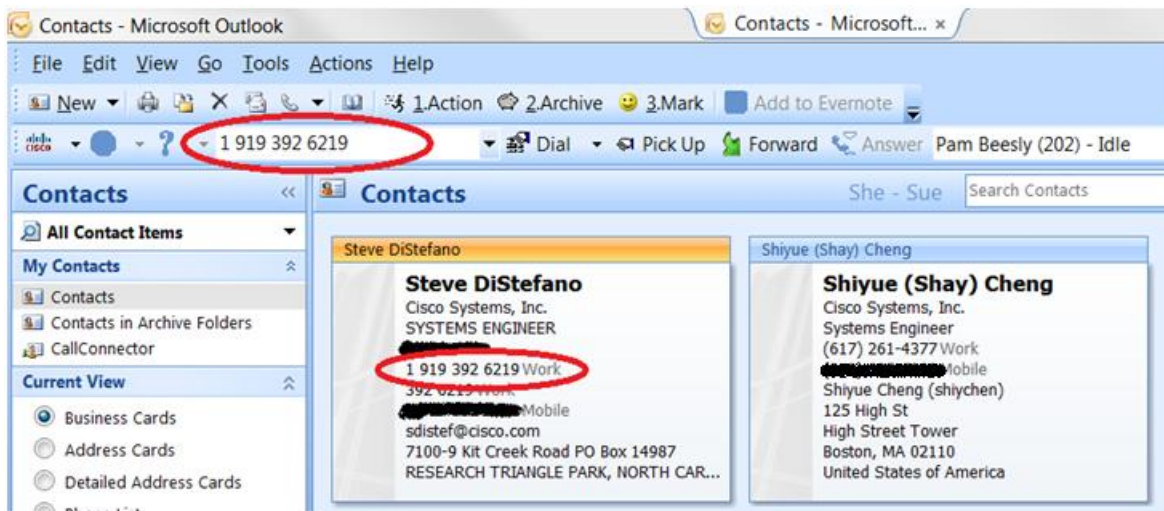 Contacts - Microsoft Outlook
Contacts - Microsoft... ×
File Edit View Go Tools Actions Help
New 1.Action 2.Archive 3.Mark Add to Evernote
cisco ? 1 919 392 6219 Dial Pick Up Forward Answer Pam Beesly (202) - Idle
Contacts «
All Contact Items
My Contacts
Contacts
Contacts in Archive Folders
CallConnector
Current View
Business Cards
Address Cards
Detailed Address Cards
Phone List
Contacts She - Sue Search Contacts
Steve DiStefano
Steve DiStefano
Cisco Systems, Inc.
SYSTEMS ENGINEER
1 919 392 6219 Work
392 6219 Work
Mobile
sdistef@cisco.com
7100-9 Kit Creek Road PO Box 14987
RESEARCH TRIANGLE PARK, NORTH CAR...
Shiyue (Shay) Cheng
Shiyue (Shay) Cheng
Cisco Systems, Inc.
Systems Engineer
(617) 261-4377 Work
Mobile
Shiyue Cheng (shiychen)
125 High St
High Street Tower
Boston, MA 02110
United States of America